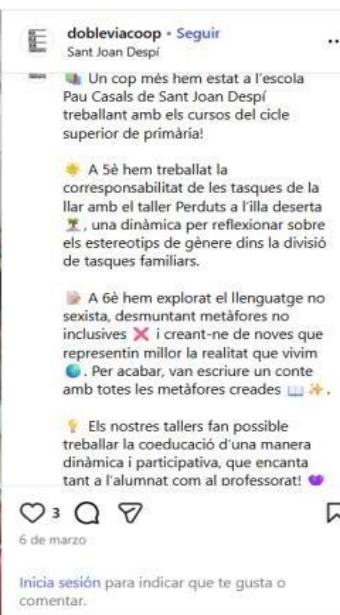 dobleviacoop • Seguir
Sant Joan Despí
Un cop més hem estat a l'escola
Pau Casals de Sant Joan Despí
treballant amb els cursos del cicle
superior de primària!
A 5è hem treballat la
corresponsabilitat de les tasques de la
llar amb el taller Perduts a l'illa deserta
, una dinàmica per reflexionar sobre
els estereotips de gènere dins la divisió
de tasques familiars.
A 6è hem explorat el llenguatge no
sexista, desmuntant metàfores no
inclusives ❌ i creant-ne de noves que
representin millor la realitat que vivim
🌍. Per acabar, van escriure un conte
amb totes les metàfores creades 📖 ✨.
💡 Els nostres tallers fan possible
treballar la coeducació d'una manera
dinàmica i participativa, que encanta
tant a l'alumnat com al professorat! 💜
3
6 de marzo
Inicia sesión para indicar que te gusta o
comentar.